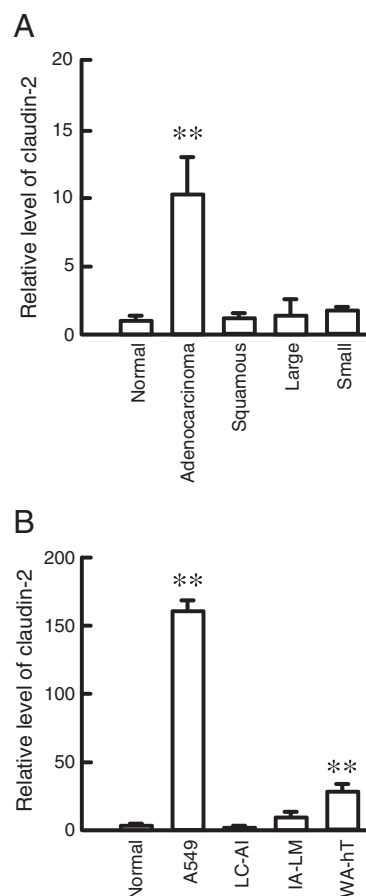 A
Relative level of claudin-2
20
15
10
5
0
**
Normal
Adenocarcinoma
Squamous
Large
Small
B
Relative level of claudin-2
200
150
100
50
0
**
**
Normal
A549
LC-AI
IA-LM
WA-hT